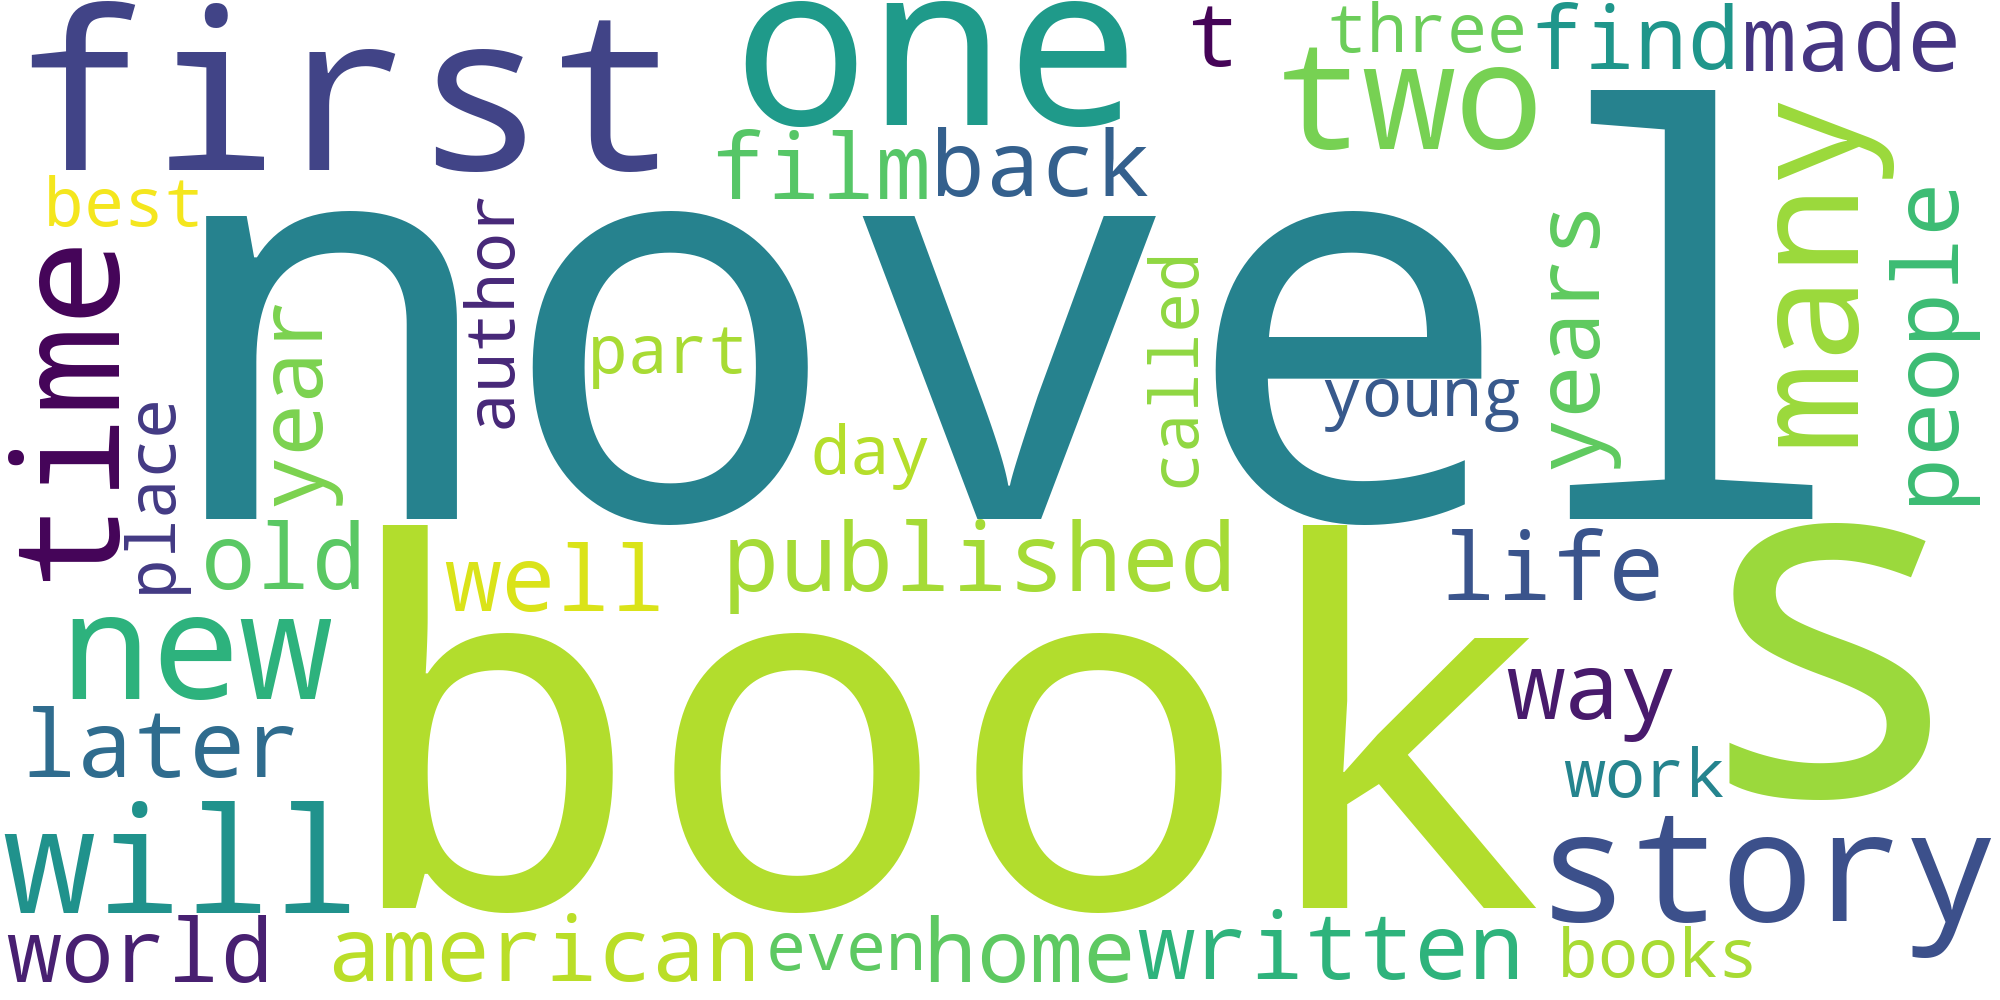 first
one
t
three
two
find
made
film
back
best
many
people
novel
time
year
author
part
called
years
young
day
place
old
well
published
life
s
new
book
way
later
work
will
story
world
american
even
home
written
books